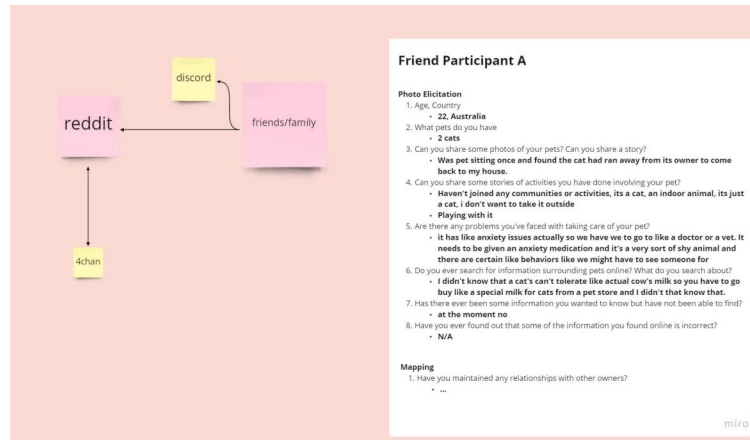 discord
reddit
friends/family
4chan
Friend Participant A
Photo Elicitation
1. Age, Country
• 22, Australia
2. What pets do you have
• 2 cats
3. Can you share some photos of your pets? Can you share a story?
• Was pet sitting once and found the cat had ran away from its owner to come
back to my house.
4. Can you share some stories of activities you have done involving your pet?
• Haven't joined any communities or activities, its a cat, an indoor animal, its just
a cat, i don't want to take it outside
• Playing with it
5. Are there any problems you've faced with taking care of your pet?
• it has like anxiety issues actually so we have we to go to like a doctor or a vet. It
needs to be given an anxiety medication and it's a very sort of shy animal and
there are certain like behaviors like we might have to see someone for
6. Do you ever search for information surrounding pets online? What do you search about?
• I didn't know that a cat's can't tolerate like actual cow's milk so you have to go
buy like a special milk for cats from a pet store and I didn't that know that.
7. Has there ever been some information you wanted to know but have not been able to find?
• at the moment no
8. Have you ever found out that some of the information you found online is incorrect?
• N/A
Mapping
1. Have you maintained any relationships with other owners?
• ...
miro